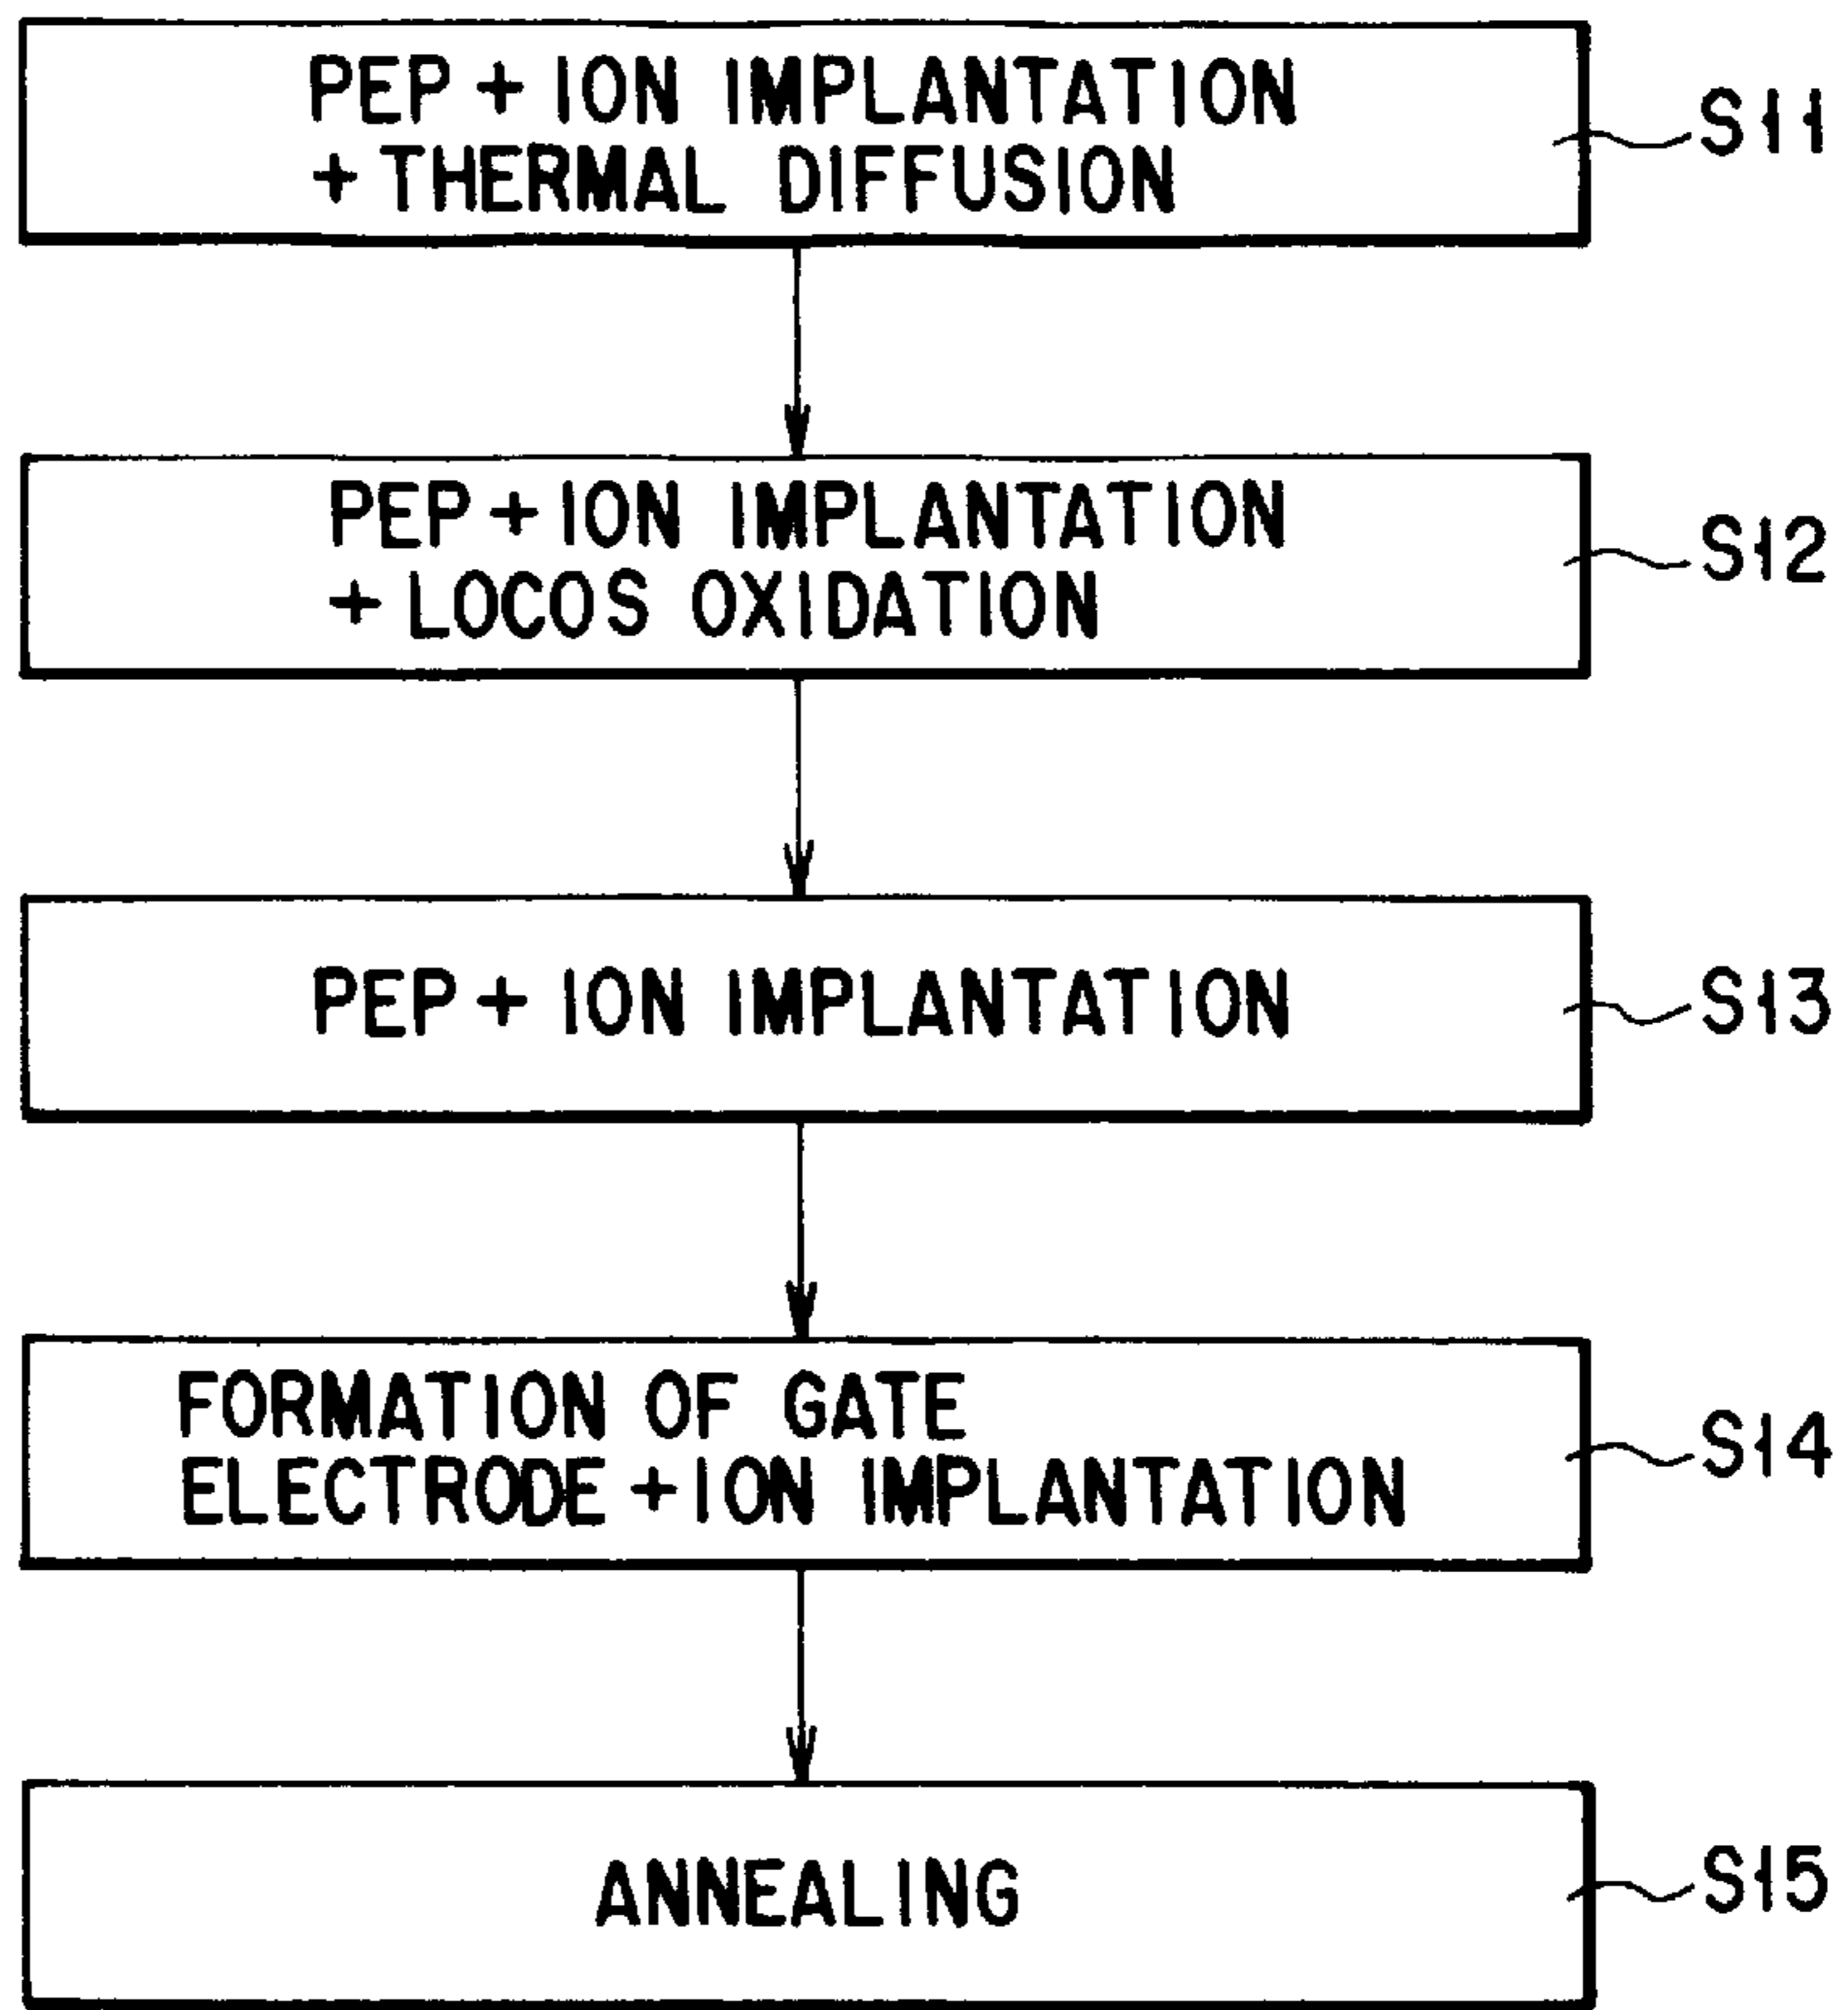 PEP + ION IMPLANTATION
+ THERMAL DIFFUSION
S11
PEP + ION IMPLANTATION
+ LOCOS OXIDATION
S12
PEP + ION IMPLANTATION
S13
FORMATION OF GATE
ELECTRODE + ION IMPLANTATION
S14
ANNEALING
S15